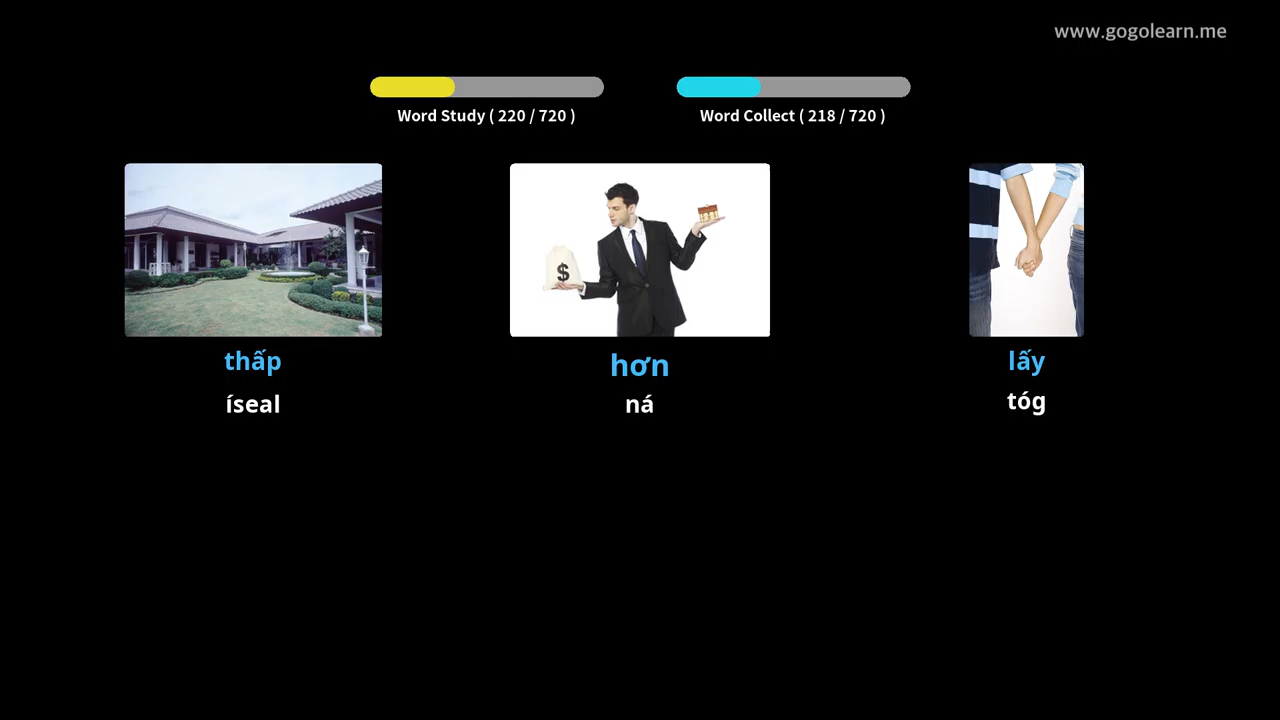 www.gogolearn.me
Word Study ( 220 / 720 )
Word Collect ( 218 / 720 )
$
thấp
hơn
lấy
íseal
ná
tóg